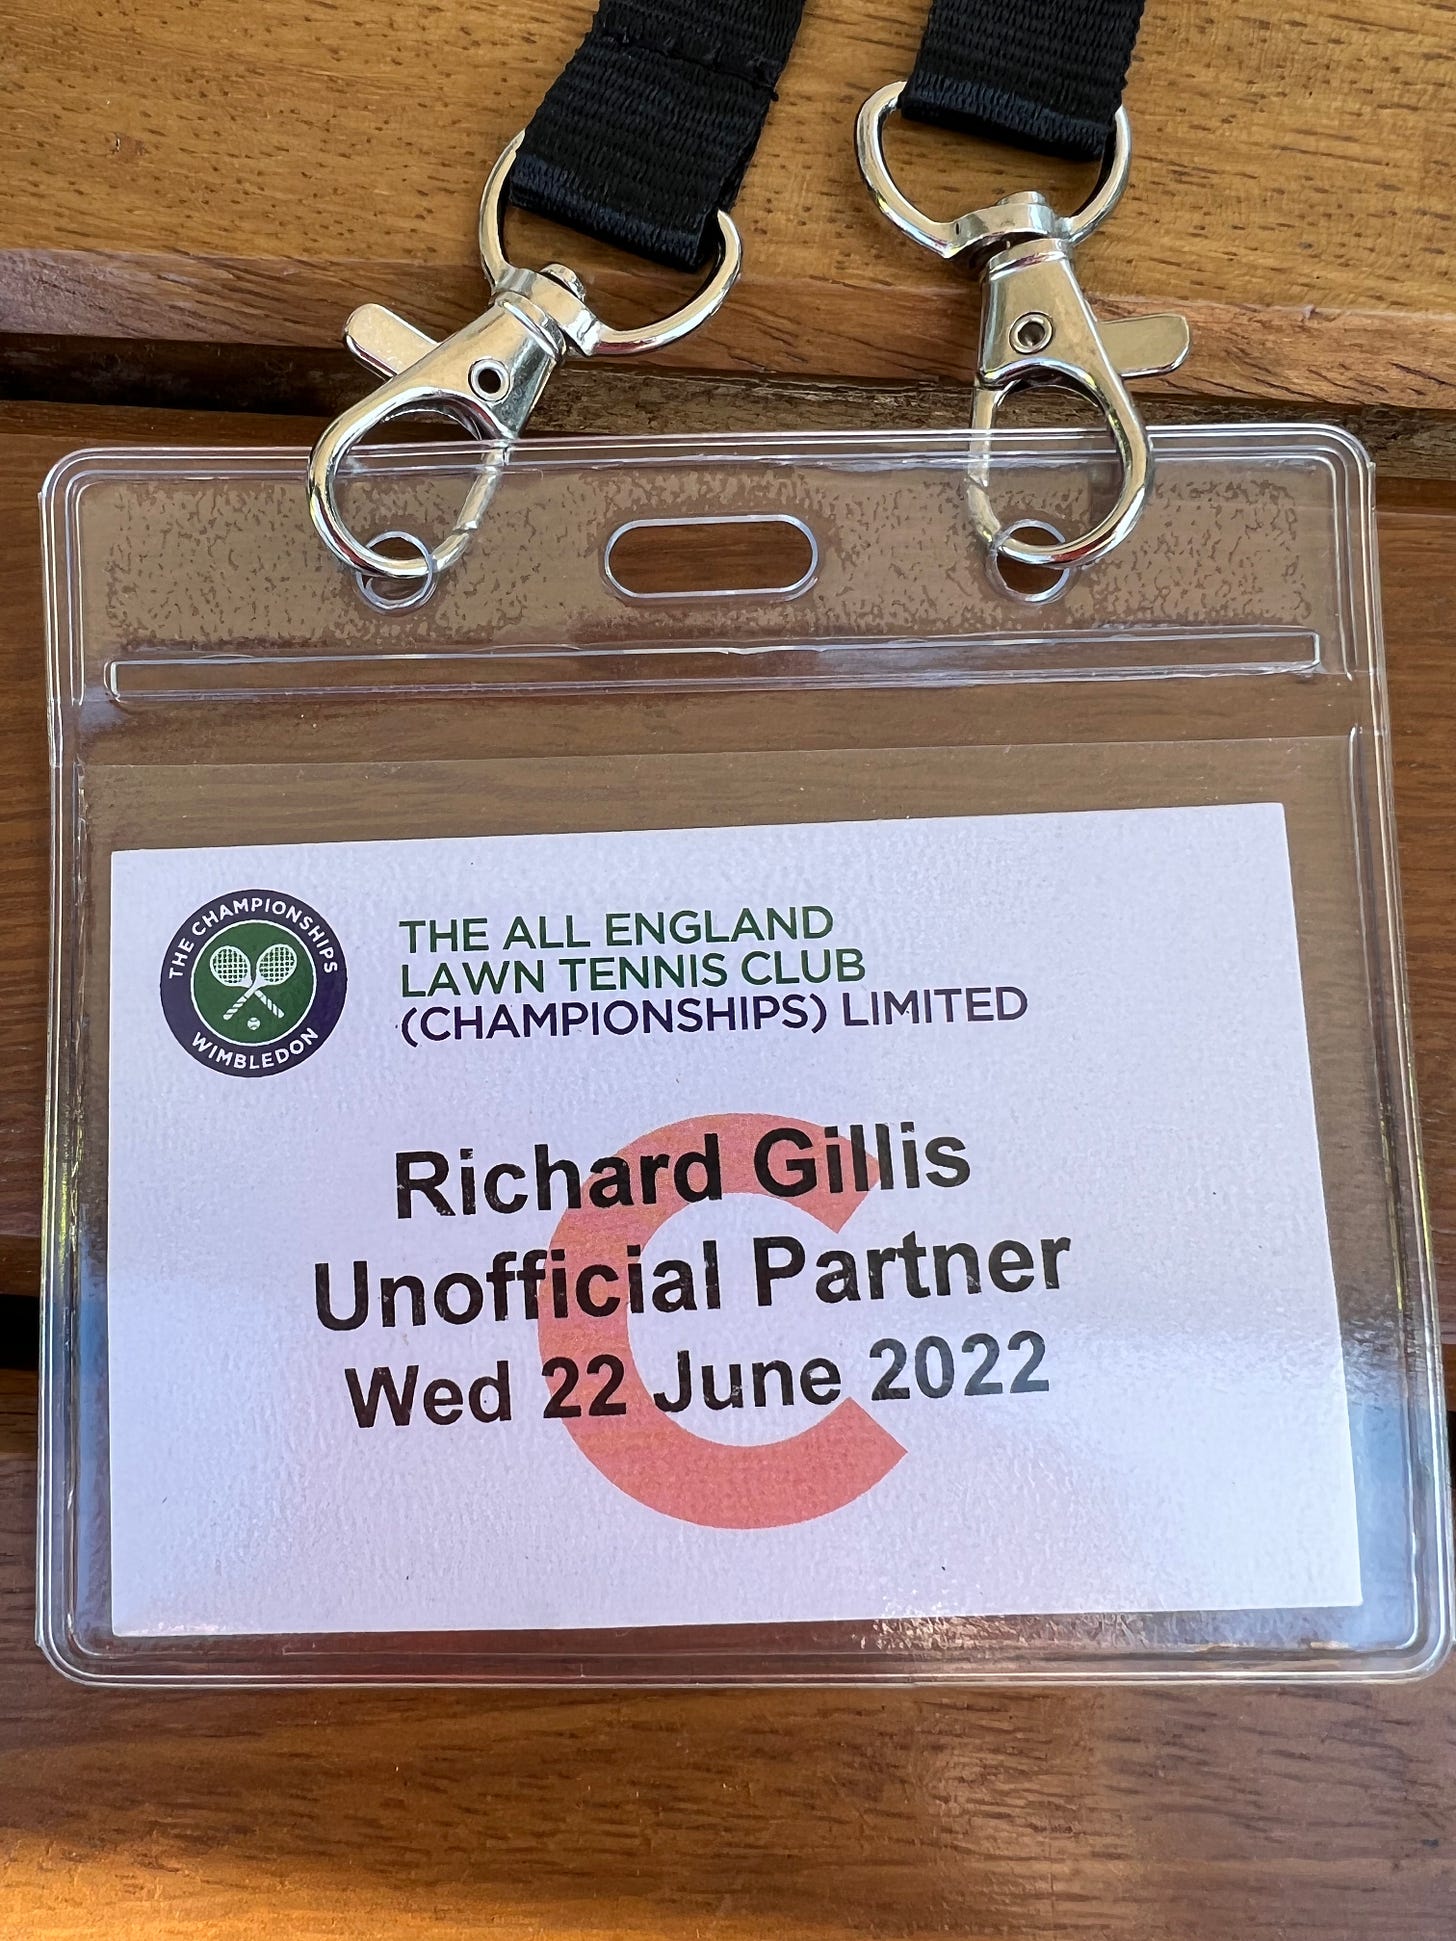 THE CHAMPIONSHIPS
WIMBLEDON
THE ALL ENGLAND
LAWN TENNIS CLUB
(CHAMPIONSHIPS) LIMITED
C
Richard Gillis
Unofficial Partner
Wed 22 June 2022